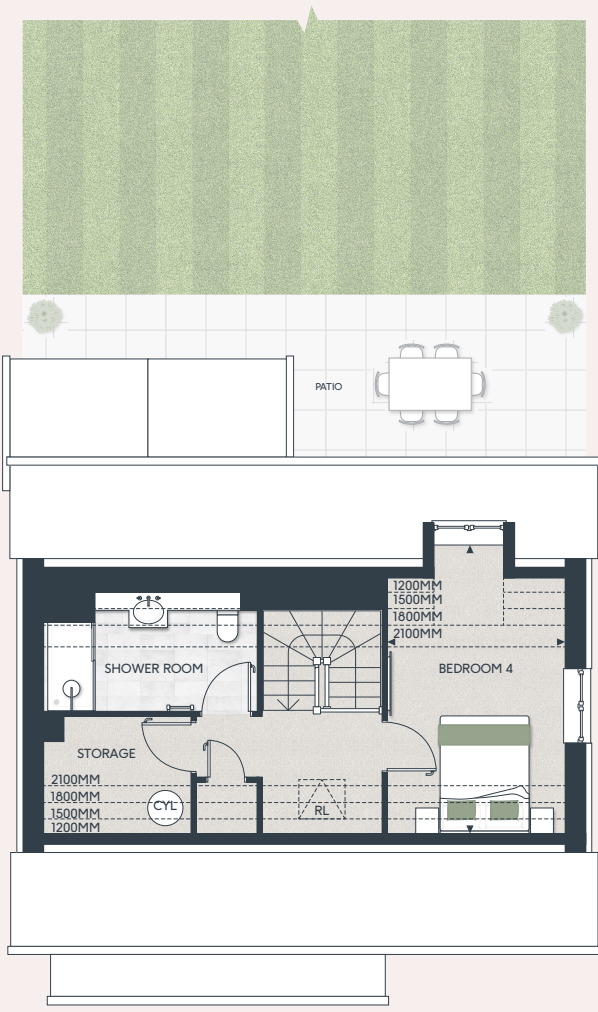 PATIO
1200MM
1500MM
1800MM
2100MM
SHOWER ROOM
BEDROOM 4
STORAGE
2100MM
1800MM
1500MM
1200MM
CYL
RL